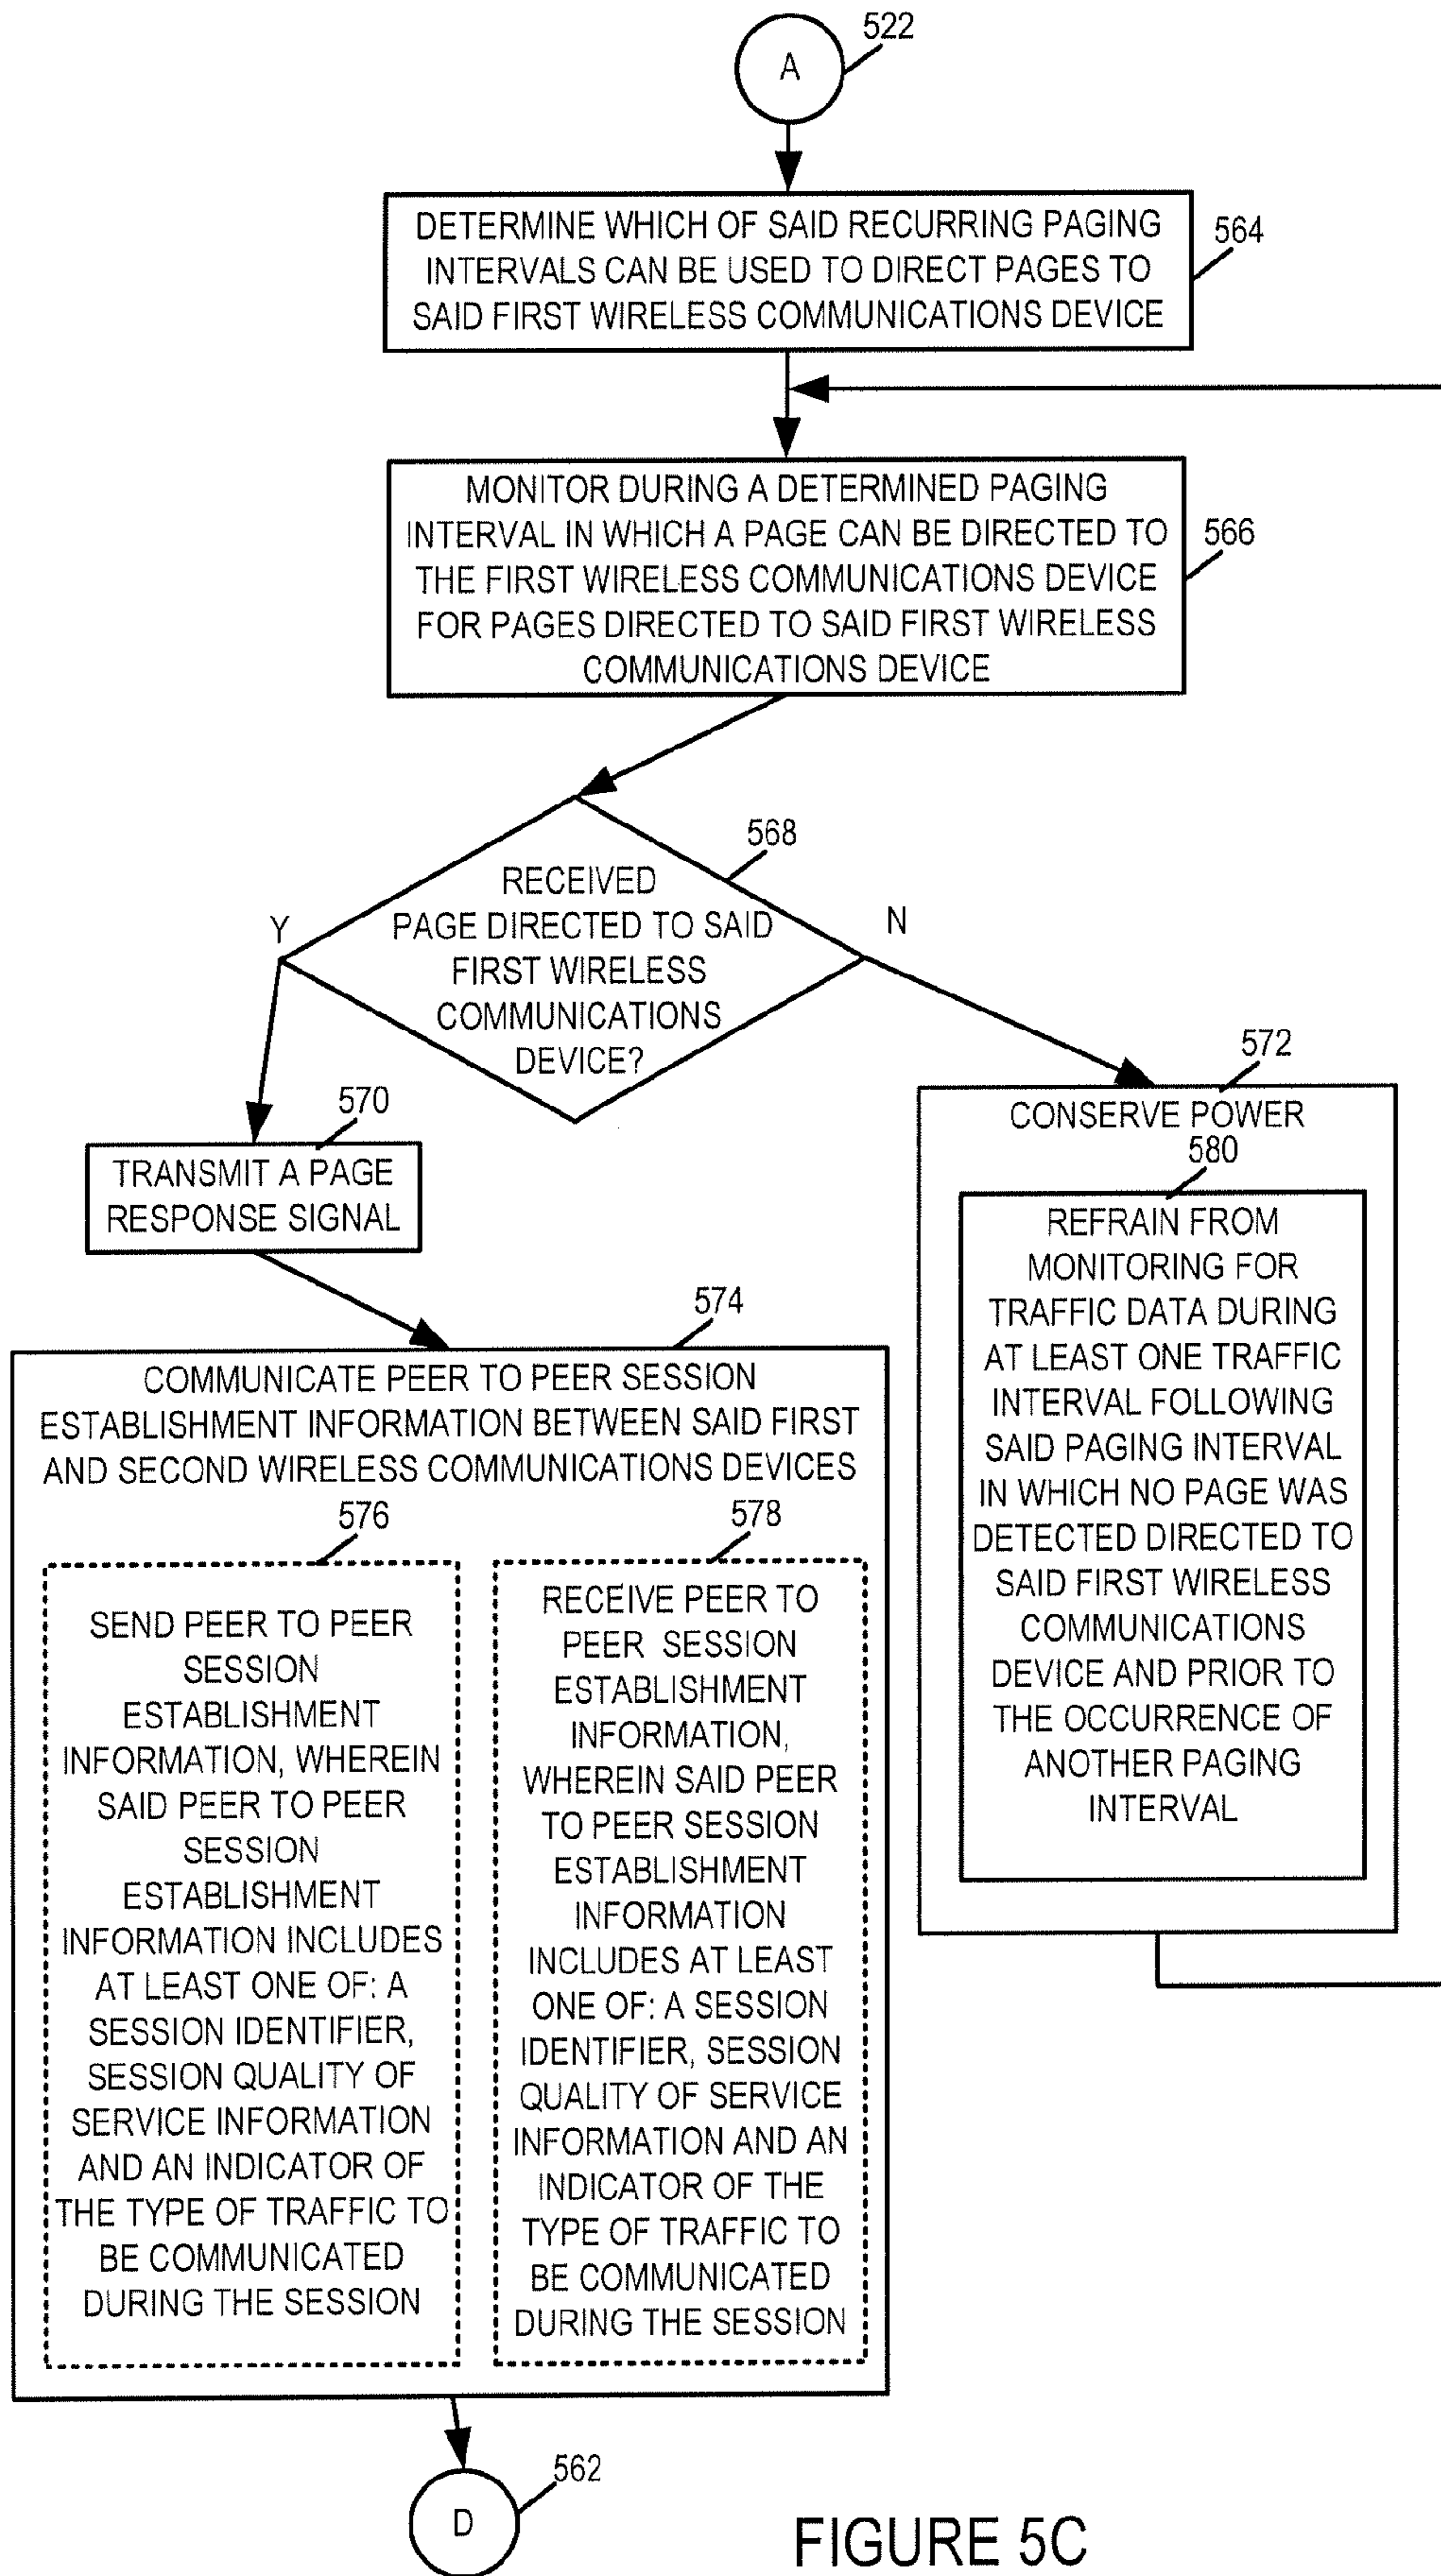 522
A
DETERMINE WHICH OF SAID RECURRING PAGING
INTERVALS CAN BE USED TO DIRECT PAGES TO
SAID FIRST WIRELESS COMMUNICATIONS DEVICE
564
MONITOR DURING A DETERMINED PAGING
INTERVAL IN WHICH A PAGE CAN BE DIRECTED TO
THE FIRST WIRELESS COMMUNICATIONS DEVICE
FOR PAGES DIRECTED TO SAID FIRST WIRELESS
COMMUNICATIONS DEVICE
566
568
RECEIVED
PAGE DIRECTED TO SAID
FIRST WIRELESS
COMMUNICATIONS
DEVICE?
Y
N
570
TRANSMIT A PAGE
RESPONSE SIGNAL
572
CONSERVE POWER
580
REFRAIN FROM
MONITORING FOR
TRAFFIC DATA DURING
AT LEAST ONE TRAFFIC
INTERVAL FOLLOWING
SAID PAGING INTERVAL
IN WHICH NO PAGE WAS
DETECTED DIRECTED TO
SAID FIRST WIRELESS
COMMUNICATIONS
DEVICE AND PRIOR TO
THE OCCURRENCE OF
ANOTHER PAGING
INTERVAL
574
COMMUNICATE PEER TO PEER SESSION
ESTABLISHMENT INFORMATION BETWEEN SAID FIRST
AND SECOND WIRELESS COMMUNICATIONS DEVICES
576
SEND PEER TO PEER
SESSION
ESTABLISHMENT
INFORMATION, WHEREIN
SAID PEER TO PEER
SESSION
ESTABLISHMENT
INFORMATION INCLUDES
AT LEAST ONE OF: A
SESSION IDENTIFIER,
SESSION QUALITY OF
SERVICE INFORMATION
AND AN INDICATOR OF
THE TYPE OF TRAFFIC TO
BE COMMUNICATED
DURING THE SESSION
578
RECEIVE PEER TO
PEER SESSION
ESTABLISHMENT
INFORMATION,
WHEREIN SAID PEER
TO PEER SESSION
ESTABLISHMENT
INFORMATION
INCLUDES AT LEAST
ONE OF: A SESSION
IDENTIFIER, SESSION
QUALITY OF SERVICE
INFORMATION AND AN
INDICATOR OF THE
TYPE OF TRAFFIC TO
BE COMMUNICATED
DURING THE SESSION
562
D
FIGURE 5C